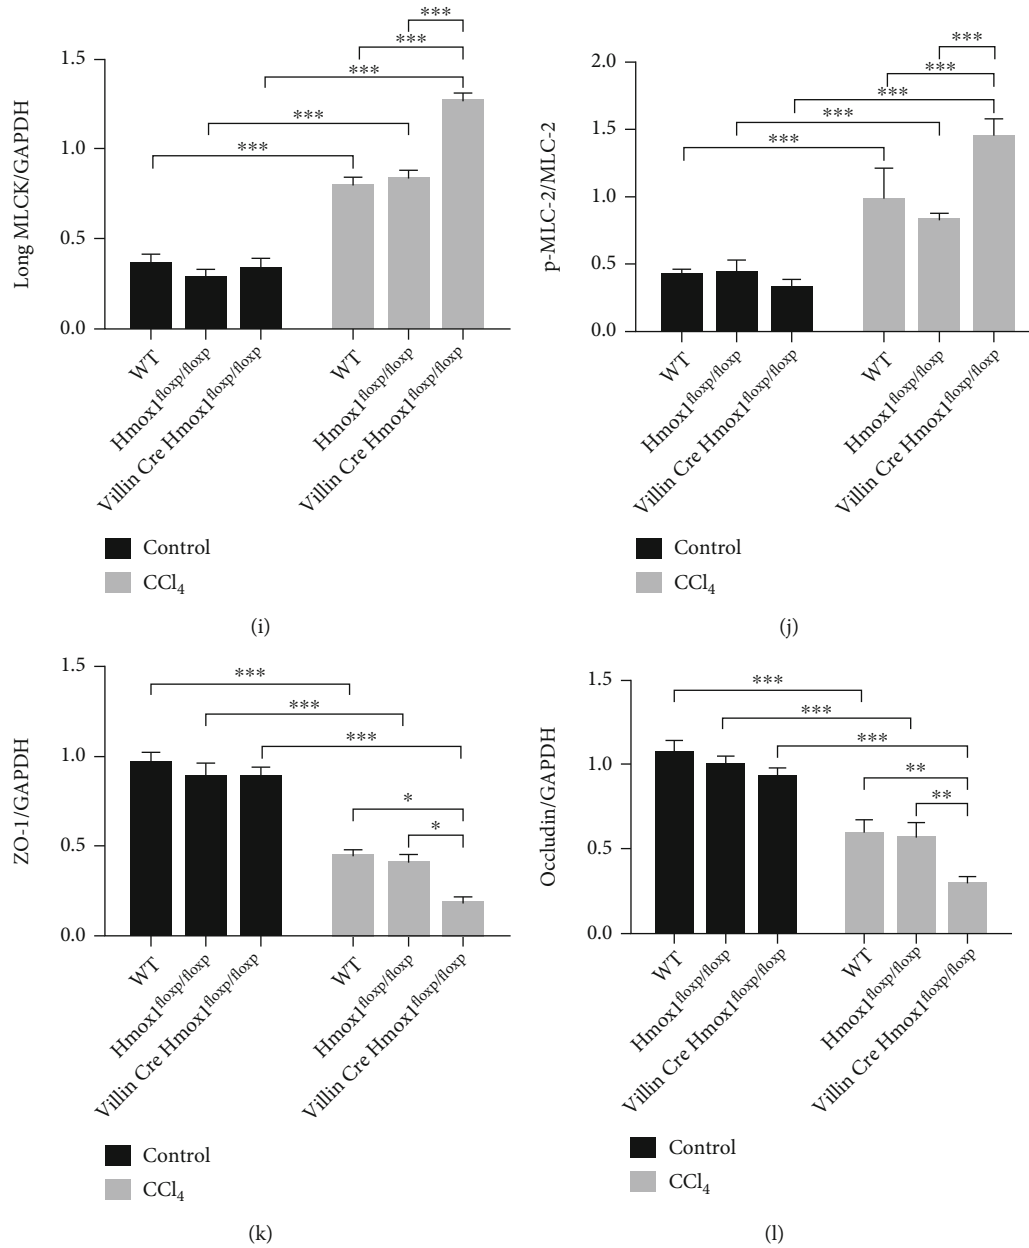 Long MLCK/GAPDH
1.5
1.0
0.5
0.0
***
***
***
***
***
WT
Hmox1floxp/floxp
Villin Cre Hmox1floxp/floxp
WT
Hmox1floxp/floxp
Villin Cre Hmox1floxp/floxp
Control
CCl4
(i)
p-MLC-2/MLC-2
2.0
1.5
1.0
0.5
0.0
***
***
***
***
***
WT
Hmox1floxp/floxp
Villin Cre Hmox1floxp/floxp
WT
Hmox1floxp/floxp
Villin Cre Hmox1floxp/floxp
Control
CCl4
(j)
ZO-1/GAPDH
1.5
1.0
0.5
0.0
***
***
***
*
*
WT
Hmox1floxp/floxp
Villin Cre Hmox1floxp/floxp
WT
Hmox1floxp/floxp
Villin Cre Hmox1floxp/floxp
Control
CCl4
(k)
Occludin/GAPDH
1.5
1.0
0.5
0.0
***
***
***
**
**
WT
Hmox1floxp/floxp
Villin Cre Hmox1floxp/floxp
WT
Hmox1floxp/floxp
Villin Cre Hmox1floxp/floxp
Control
CCl4
(l)